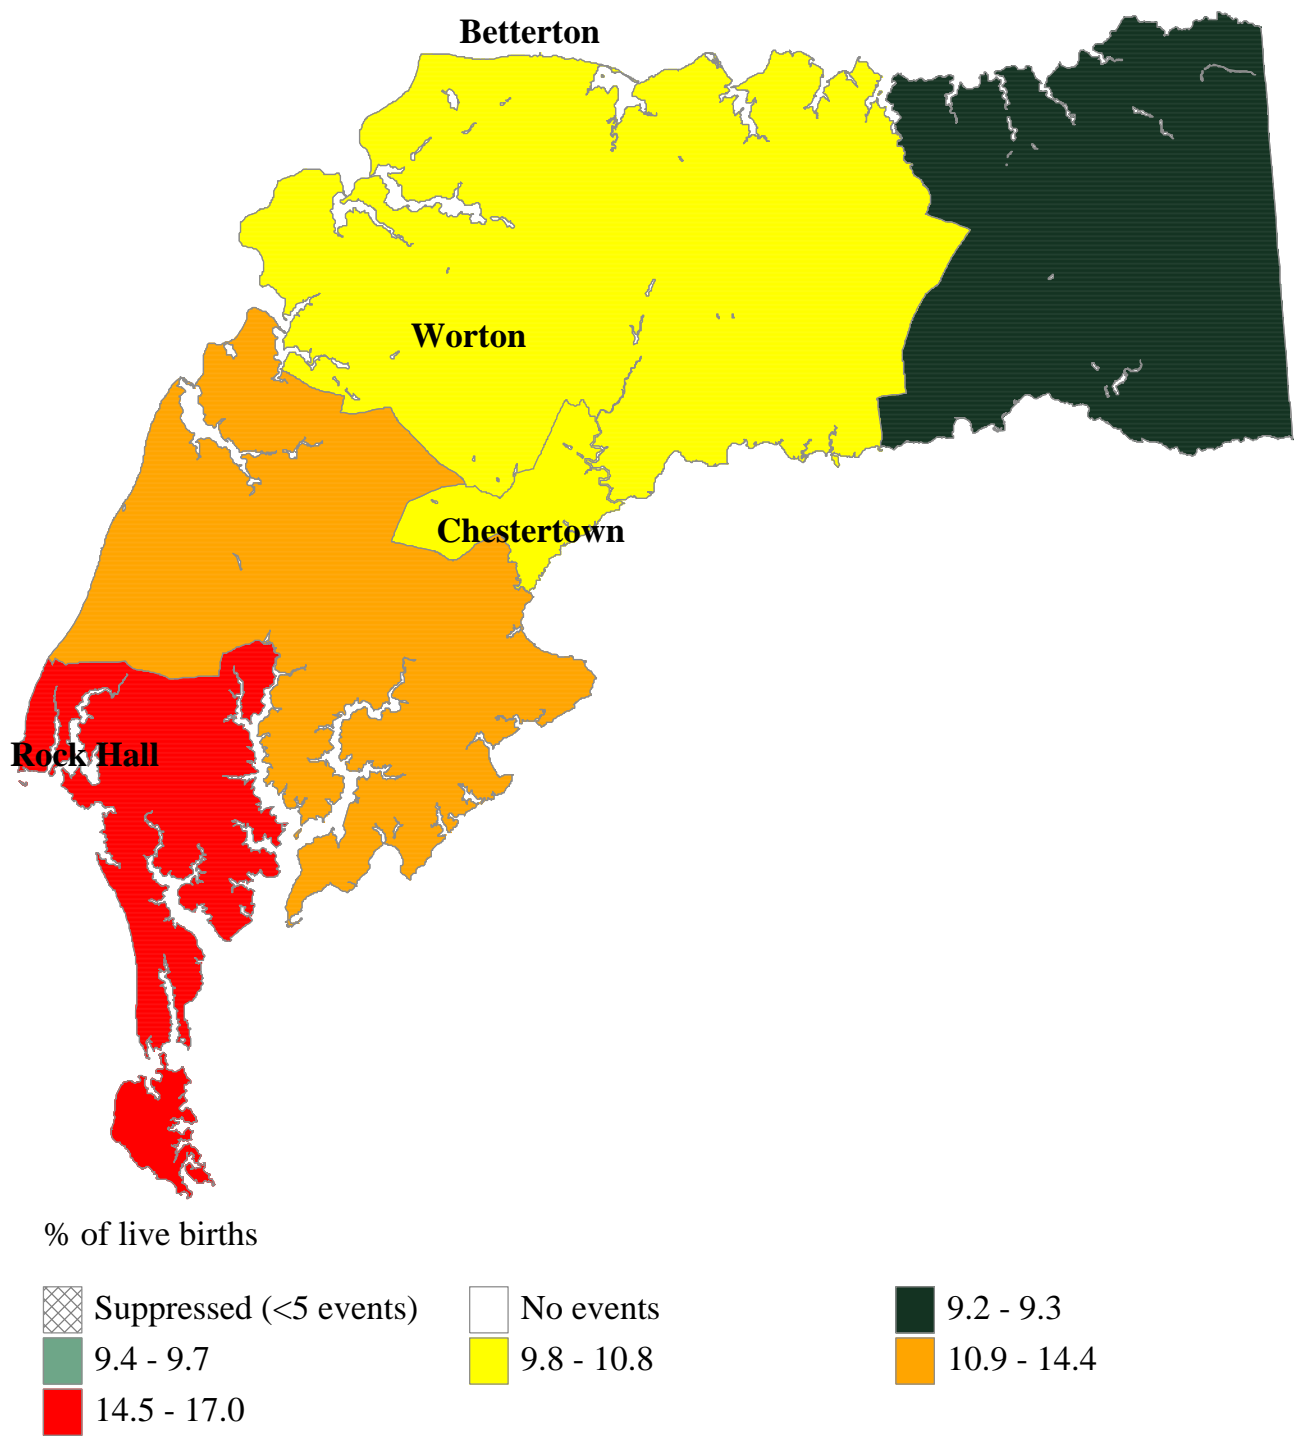 Betterton
Worton
Chestertown
Rock Hall
% of live births
Suppressed (<5 events)
No events
9.2 - 9.3
9.4 - 9.7
9.8 - 10.8
10.9 - 14.4
14.5 - 17.0